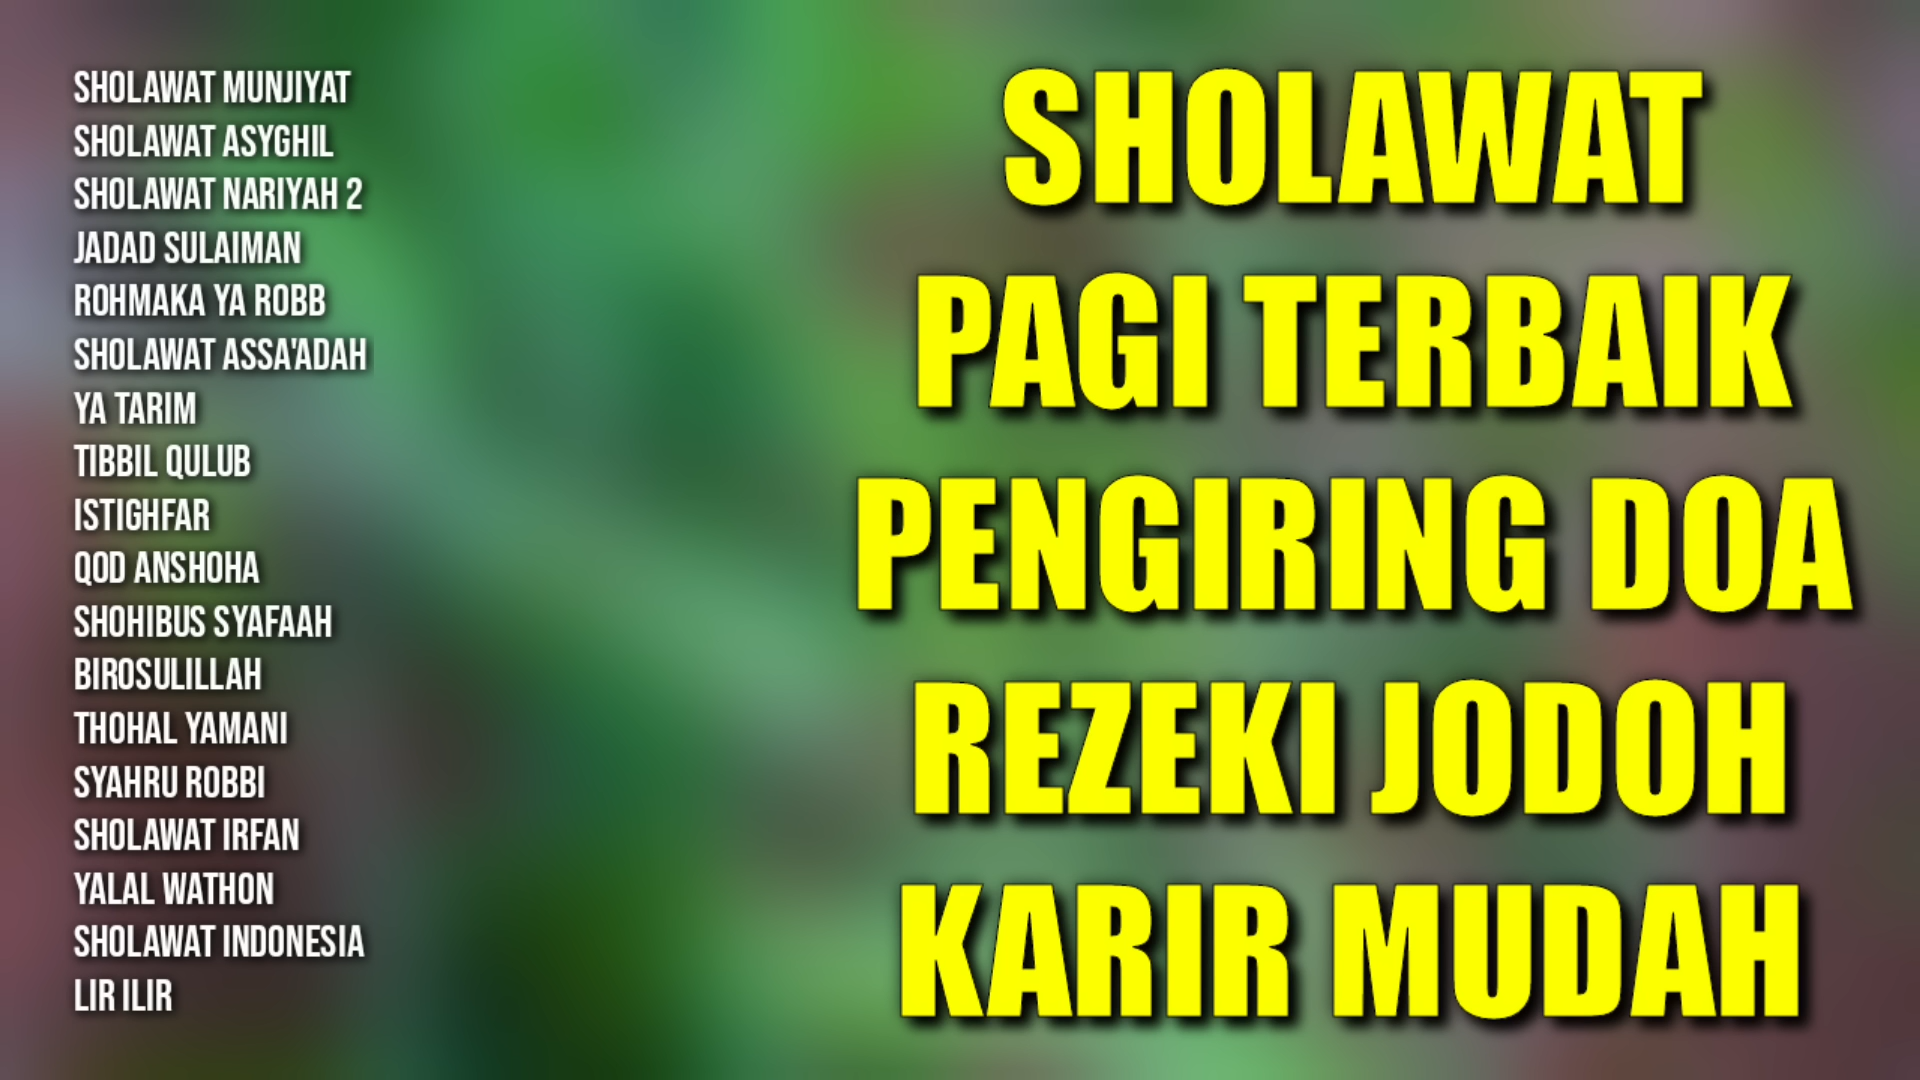 SHOLAWAT MUNJIYAT
SHOLAWAT ASYGHIL
SHOLAWAT NARIYAH 2
JADAD SULAIMAN
ROHMAKA YA ROBB
SHOLAWAT ASSA'ADAH
YA TARIM
TIBBIL QULUB
ISTIGHFAR
QOD ANSHOHA
SHOHIBUS SYAFAAH
BIROSULILLAH
THOHAL YAMANI
SYAHRU ROBBI
SHOLAWAT IRFAN
YALAL WATHON
SHOLAWAT INDONESIA
LIR ILIR
SHOLAWAT
PAGI TERBAIK
PENGIRING DOA
REZEKI JODOH
KARIR MUDAH